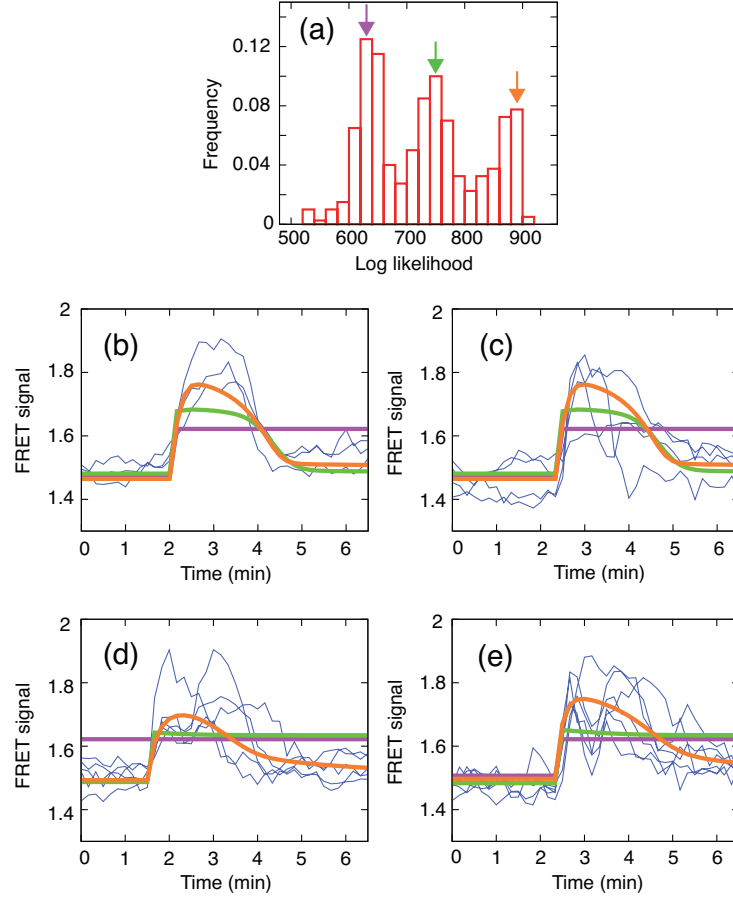 (a)
0.12
0.08
0.04
0
Frequency
500 600 700 800 900
Log likelihood
(b)
2
1.8
1.6
1.4
FRET signal
0 1 2 3 4 5 6
Time (min)
(c)
2
1.8
1.6
1.4
FRET signal
0 1 2 3 4 5 6
Time (min)
(d)
2
1.8
1.6
1.4
FRET signal
0 1 2 3 4 5 6
Time (min)
(e)
2
1.8
1.6
1.4
FRET signal
0 1 2 3 4 5 6
Time (min)